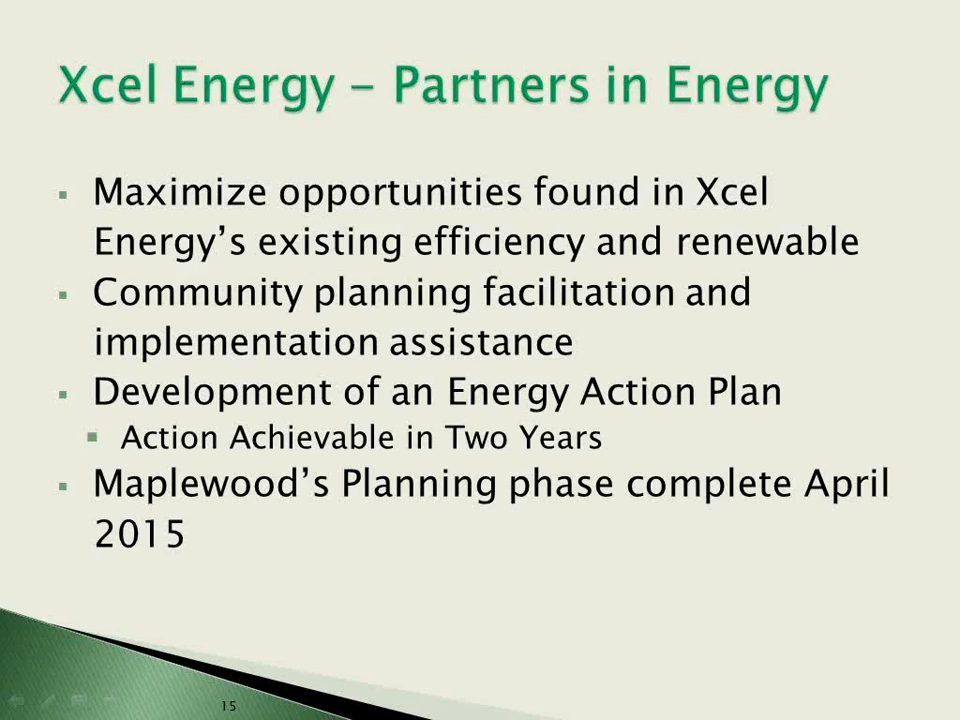 Xcel Energy - Partners in Energy
▪ Maximize opportunities found in Xcel
Energy’s existing efficiency and renewable
▪ Community planning facilitation and
implementation assistance
▪ Development of an Energy Action Plan
▪ Action Achievable in Two Years
▪ Maplewood’s Planning phase complete April
2015
15